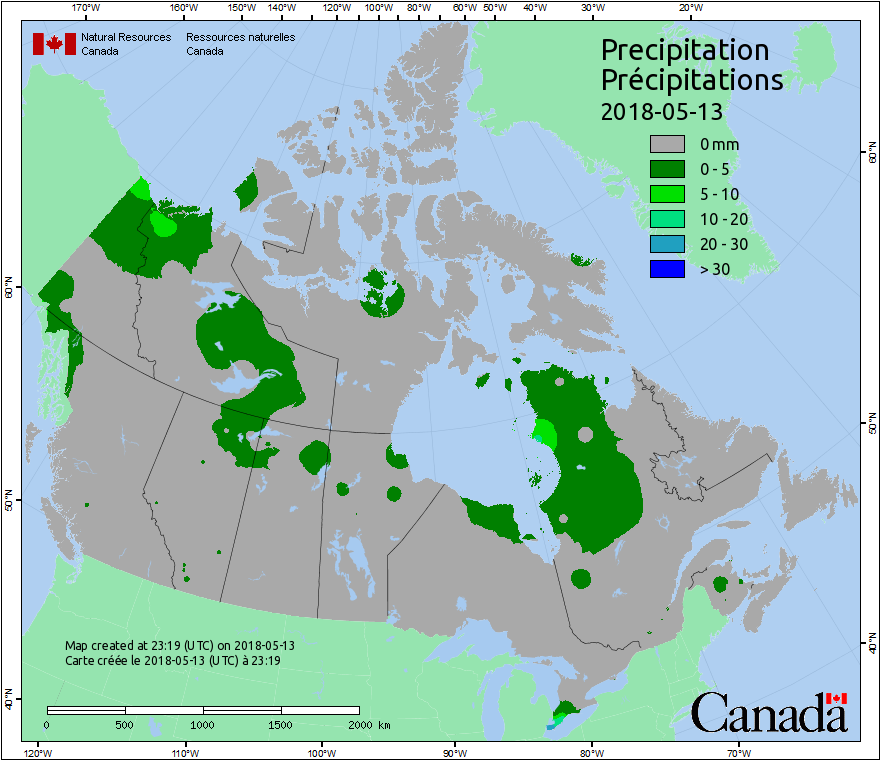 170°W 160°W 150°W 140°W 130°W 120°W 110°W 100°W 90°W 80°W 60°W 50°W 40°W 30°W 20°W
Natural Resources Ressources naturelles
Canada Canada
Precipitation
Précipitations
2018-05-13
0 mm
0 - 5
5 - 10
10 - 20
20 - 30
> 30
60°N
60°N
50°N
50°N
40°N
40°N
Map created at 23:19 (UTC) on 2018-05-13
Carte créée le 2018-05-13 (UTC) à 23:19
0 500 1000 1500 2000 km
Canada
120°W 110°W 100°W 90°W 80°W 70°W